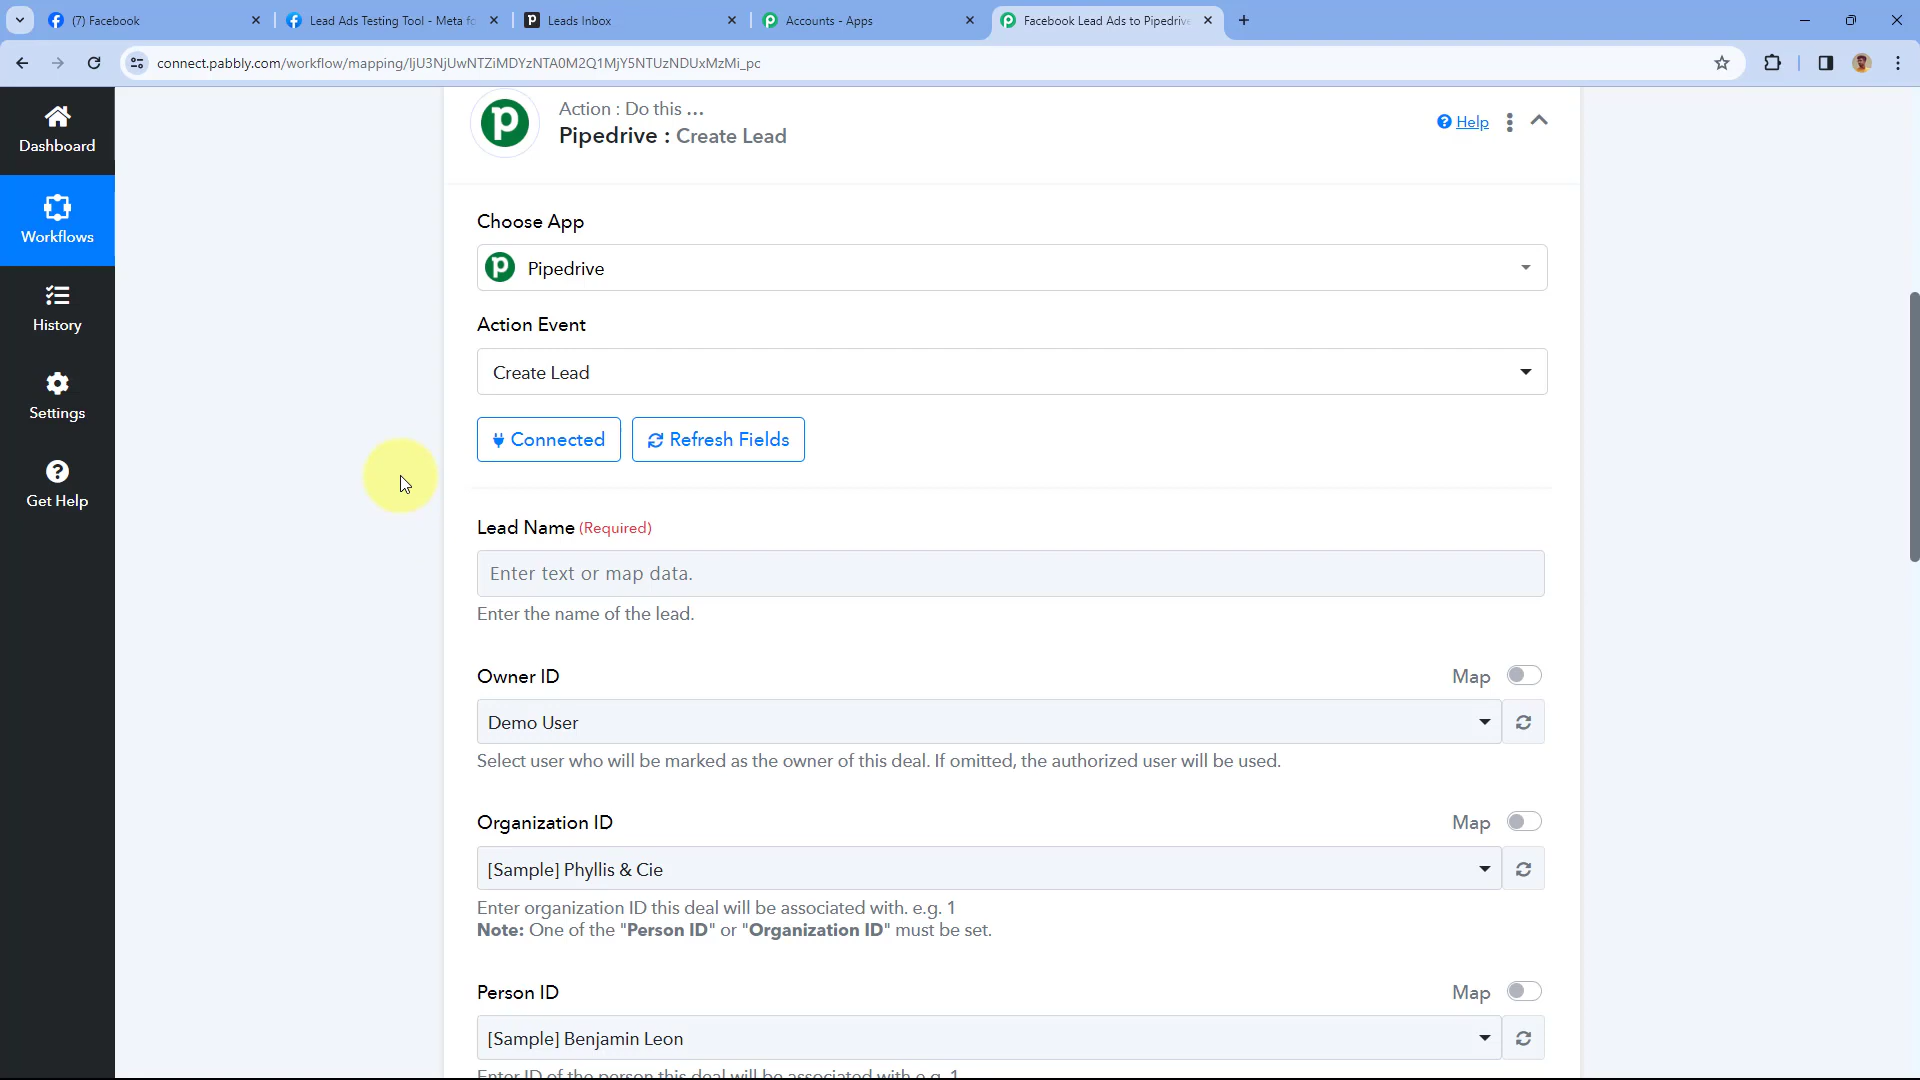 (7) Facebook
Lead Ads Testing Tool - Meta fo
Leads Inbox
Accounts - Apps
Facebook Lead Ads to Pipedrive
connect.pabbly.com/workflow/mapping/IjU3NjUwNTZiMDYzNTA0M2Q1MjY5NTUzNDUxMzMi_pc
Dashboard
Workflows
History
Settings
Get Help
Action : Do this ...
Pipedrive : Create Lead
Help
Choose App
Pipedrive
Action Event
Create Lead
Connected
Refresh Fields
Lead Name (Required)
Enter text or map data.
Enter the name of the lead.
Owner ID
Map
Demo User
Select user who will be marked as the owner of this deal. If omitted, the authorized user will be used.
Organization ID
Map
[Sample] Phyllis & Cie
Enter organization ID this deal will be associated with. e.g. 1
Note: One of the "Person ID" or "Organization ID" must be set.
Person ID
Map
[Sample] Benjamin Leon
Enter ID of the person this deal will be associated with e.g. 1